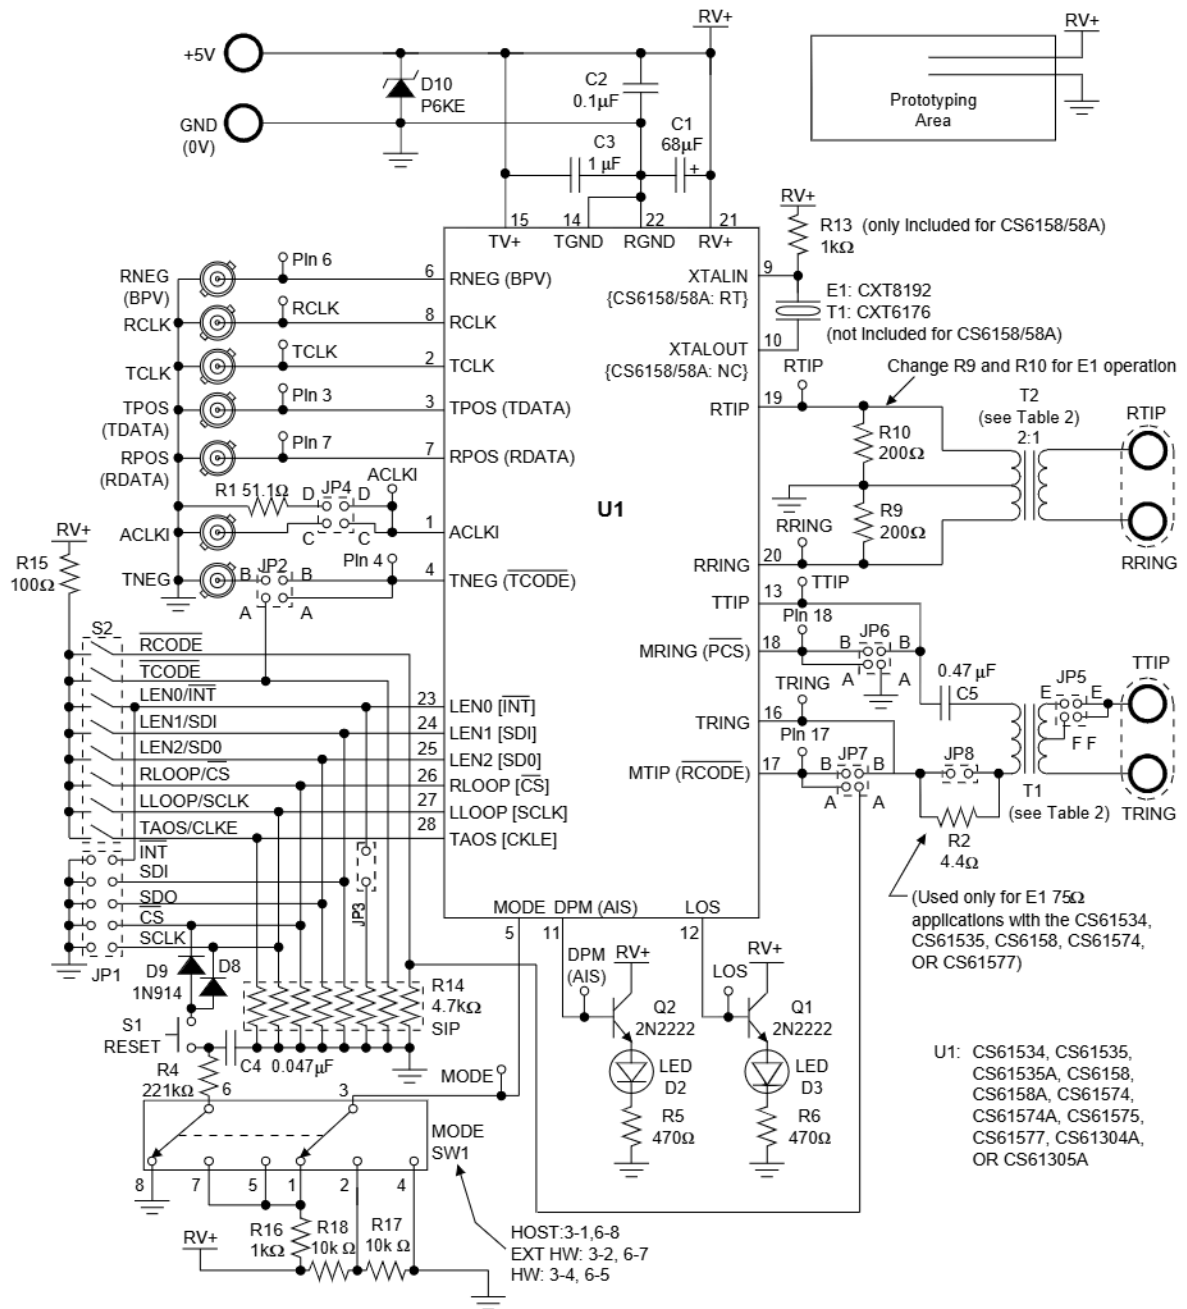 RV+
RV+
+5V
D10
P6KE
C2
0.1µF
GND
(0V)
C3
1 µF
C1
68µF
+
Prototyping
Area
15
14
22
21
TV+
TGND
RGND
RV+
RV+
R13 (only Included for CS6158/58A)
1kΩ
RNEG
(BPV)
PIn 6
6
RNEG (BPV)
XTALIN
9
{CS6158/58A: RT}
E1: CXT8192
T1: CXT6176
(not Included for CS6158/58A)
RCLK
RCLK
8
RCLK
XTALOUT
10
{CS6158/58A: NC}
TCLK
TCLK
2
TCLK
RTIP
Change R9 and R10 for E1 operation
TPOS
(TDATA)
PIn 3
3
TPOS (TDATA)
RTIP
19
T2
(see Table 2)
2:1
RTIP
R10
200Ω
RPOS
(RDATA)
PIn 7
7
RPOS (RDATA)
R1 51.1Ω
JP4
D
D
C
C
ACLKI
U1
R9
200Ω
RRING
ACLKI
1
ACLKI
RRING
RV+
R15
100Ω
TNEG
B
JP2
B
A
A
PIn 4
4
TNEG (TCODE)
RRING
20
TTIP
13
TTIP
PIn 18
S2
RCODE
TCODE
LEN0/INT
LEN1/SDI
LEN2/SD0
RLOOP/CS
LLOOP/SCLK
TAOS/CLKE
MRING (PCS)
18
B
JP6
B
A
A
0.47 µF
C5
JP5
E
E
F F
TTIP
23
LEN0 [INT]
24
LEN1 [SDI]
25
LEN2 [SD0]
26
RLOOP [CS]
27
LLOOP [SCLK]
28
TAOS [CKLE]
TRING
TRING
16
PIn 17
MTIP (RCODE)
17
B
JP7
B
A
A
JP8
T1
(see Table 2)
TRING
R2
4.4Ω
INT
SDI
SDO
CS
SCLK
JP1
JP3
(Used only for E1 75Ω
applications with the CS61534,
CS61535, CS6158, CS61574,
OR CS61577)
MODE
DPM (AIS)
LOS
5
11
12
D9
1N914
D8
R14
4.7kΩ
SIP
DPM
(AIS)
RV+
LOS
RV+
Q2
2N2222
Q1
2N2222
S1
RESET
C4
0.047µF
R4
221kΩ
LED
D2
LED
D3
MODE
6
3
R5
470Ω
R6
470Ω
MODE
SW1
U1: CS61534, CS61535,
CS61535A, CS6158,
CS6158A, CS61574,
CS61574A, CS61575,
CS61577, CS61304A,
OR CS61305A
8
7
5
1
2
4
RV+
R16
1kΩ
R18
10k Ω
R17
10k Ω
HOST:3-1,6-8
EXT HW: 3-2, 6-7
HW: 3-4, 6-5